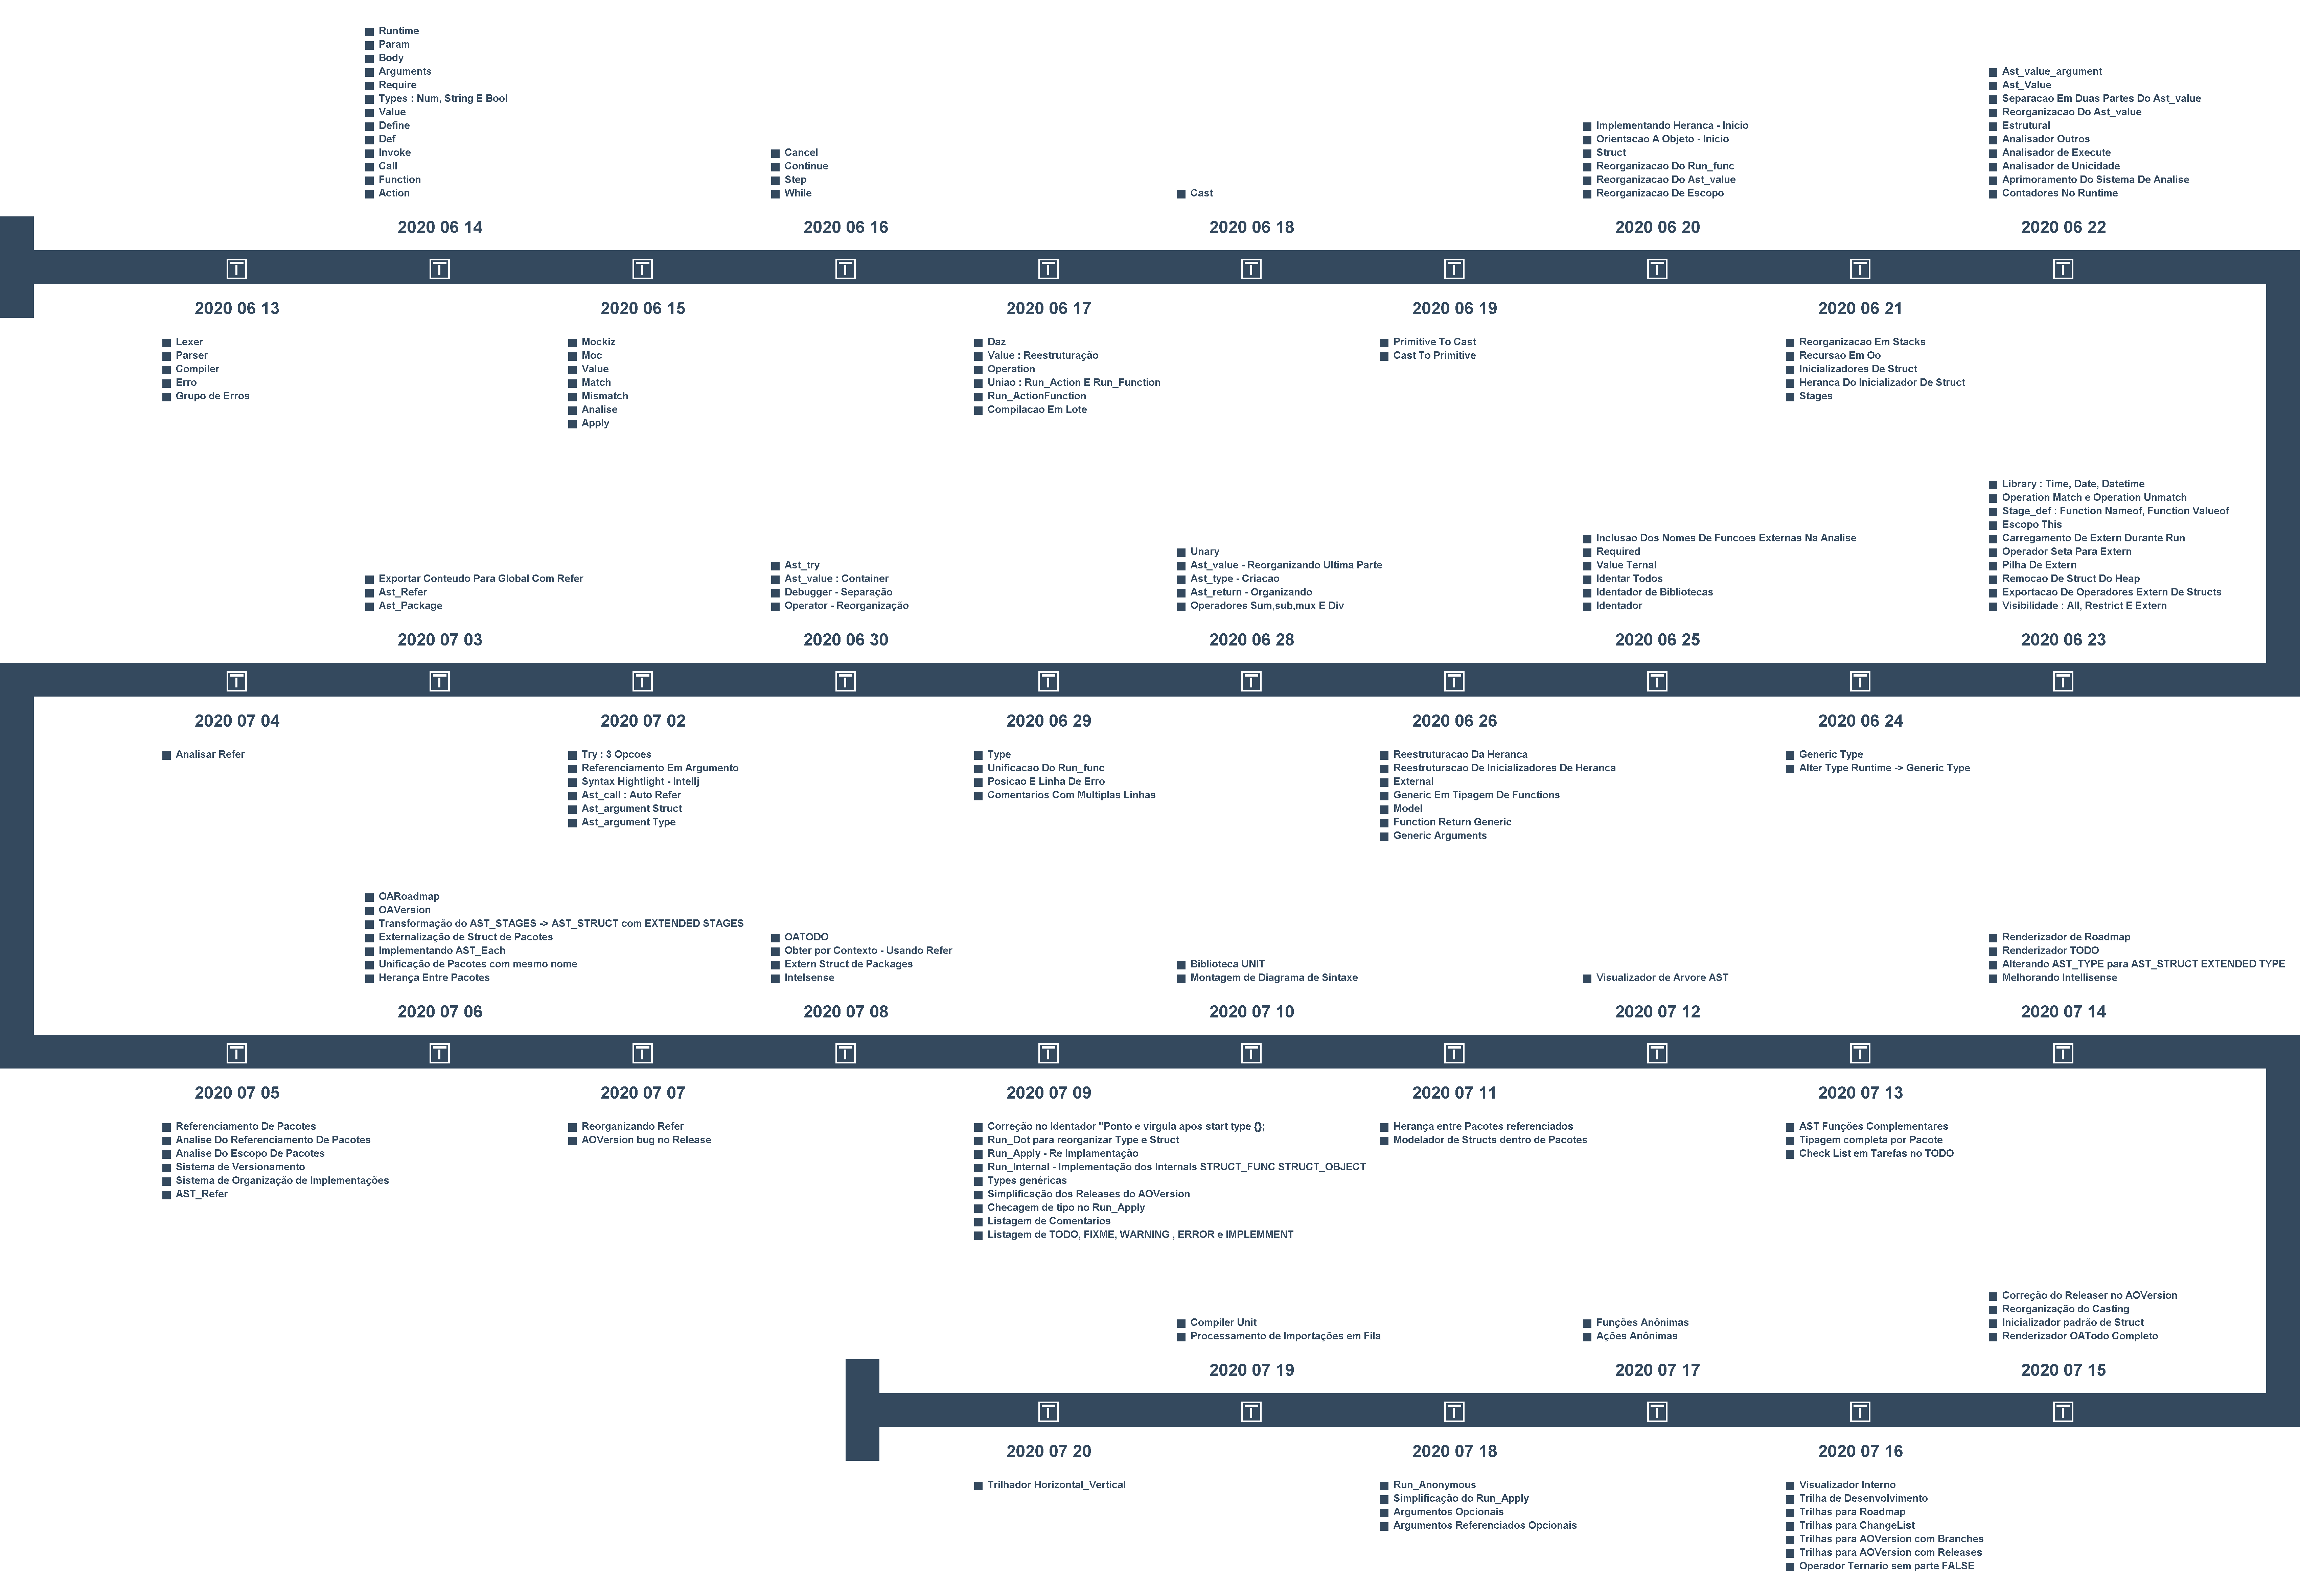 Runtime
Param
Body
Arguments
Require
Types : Num, String E Bool
Value
Define
Def
Invoke
Call
Function
Action
2020 06 14
Cancel
Continue
Step
While
2020 06 16
Cast
2020 06 18
Implementando Heranca - Inicio
Orientacao A Objeto - Inicio
Struct
Reorganizacao Do Run_func
Reorganizacao Do Ast_value
Reorganizacao De Escopo
2020 06 20
Ast_value_argument
Ast_Value
Separacao Em Duas Partes Do Ast_value
Reorganizacao Do Ast_value
Estrutural
Analisador Outros
Analisador de Execute
Analisador de Unicidade
Aprimoramento Do Sistema De Analise
Contadores No Runtime
2020 06 22
2020 06 13
Lexer
Parser
Compiler
Erro
Grupo de Erros
2020 06 15
Mockiz
Moc
Value
Match
Mismatch
Analise
Apply
2020 06 17
Daz
Value : Reestruturação
Operation
Uniao : Run_Action E Run_Function
Run_ActionFunction
Compilacao Em Lote
2020 06 19
Primitive To Cast
Cast To Primitive
2020 06 21
Reorganizacao Em Stacks
Recursao Em Oo
Inicializadores De Struct
Heranca Do Inicializador De Struct
Stages
Exportar Conteudo Para Global Com Refer
Ast_Refer
Ast_Package
2020 07 03
Ast_try
Ast_value : Container
Debugger - Separação
Operator - Reorganização
2020 06 30
Unary
Ast_value - Reorganizando Ultima Parte
Ast_type - Criacao
Ast_return - Organizando
Operadores Sum,sub,mux E Div
2020 06 28
Inclusao Dos Nomes De Funcoes Externas Na Analise
Required
Value Ternal
Identar Todos
Identador de Bibliotecas
Identador
2020 06 25
Library : Time, Date, Datetime
Operation Match e Operation Unmatch
Stage_def : Function Nameof, Function Valueof
Escopo This
Carregamento De Extern Durante Run
Operador Seta Para Extern
Pilha De Extern
Remocao De Struct Do Heap
Exportacao De Operadores Extern De Structs
Visibilidade : All, Restrict E Extern
2020 06 23
2020 07 04
Analisar Refer
2020 07 02
Try : 3 Opcoes
Referenciamento Em Argumento
Syntax Hightlight - Intellj
Ast_call : Auto Refer
Ast_argument Struct
Ast_argument Type
2020 06 29
Type
Unificacao Do Run_func
Posicao E Linha De Erro
Comentarios Com Multiplas Linhas
2020 06 26
Reestruturacao Da Heranca
Reestruturacao De Inicializadores De Heranca
External
Generic Em Tipagem De Functions
Model
Function Return Generic
Generic Arguments
2020 06 24
Generic Type
Alter Type Runtime -> Generic Type
OARoadmap
OAVersion
Transformação do AST_STAGES -> AST_STRUCT com EXTENDED STAGES
Externalização de Struct de Pacotes
Implementando AST_Each
Unificação de Pacotes com mesmo nome
Herança Entre Pacotes
2020 07 06
OATODO
Obter por Contexto - Usando Refer
Extern Struct de Packages
Intelsense
2020 07 08
Biblioteca UNIT
Montagem de Diagrama de Sintaxe
2020 07 10
Visualizador de Arvore AST
2020 07 12
Renderizador de Roadmap
Renderizador TODO
Alterando AST_TYPE para AST_STRUCT EXTENDED TYPE
Melhorando Intellisense
2020 07 14
2020 07 05
Referenciamento De Pacotes
Analise Do Referenciamento De Pacotes
Analise Do Escopo De Pacotes
Sistema de Versionamento
Sistema de Organização de Implementações
AST_Refer
2020 07 07
Reorganizando Refer
AOVersion bug no Release
2020 07 09
Correção no Identador "Ponto e virgula apos start type {};
Run_Dot para reorganizar Type e Struct
Run_Apply - Re Implamentação
Run_Internal - Implementação dos Internals STRUCT_FUNC STRUCT_OBJECT
Types genéricas
Simplificação dos Releases do AOVersion
Checagem de tipo no Run_Apply
Listagem de Comentarios
Listagem de TODO, FIXME, WARNING , ERROR e IMPLEMMENT
2020 07 11
Herança entre Pacotes referenciados
Modelador de Structs dentro de Pacotes
2020 07 13
AST Funções Complementares
Tipagem completa por Pacote
Check List em Tarefas no TODO
Compiler Unit
Processamento de Importações em Fila
2020 07 19
Funções Anônimas
Ações Anônimas
2020 07 17
Correção do Releaser no AOVersion
Reorganização do Casting
Inicializador padrão de Struct
Renderizador OATodo Completo
2020 07 15
2020 07 20
Trilhador Horizontal_Vertical
2020 07 18
Run_Anonymous
Simplificação do Run_Apply
Argumentos Opcionais
Argumentos Referenciados Opcionais
2020 07 16
Visualizador Interno
Trilha de Desenvolvimento
Trilhas para Roadmap
Trilhas para ChangeList
Trilhas para AOVersion com Branches
Trilhas para AOVersion com Releases
Operador Ternario sem parte FALSE